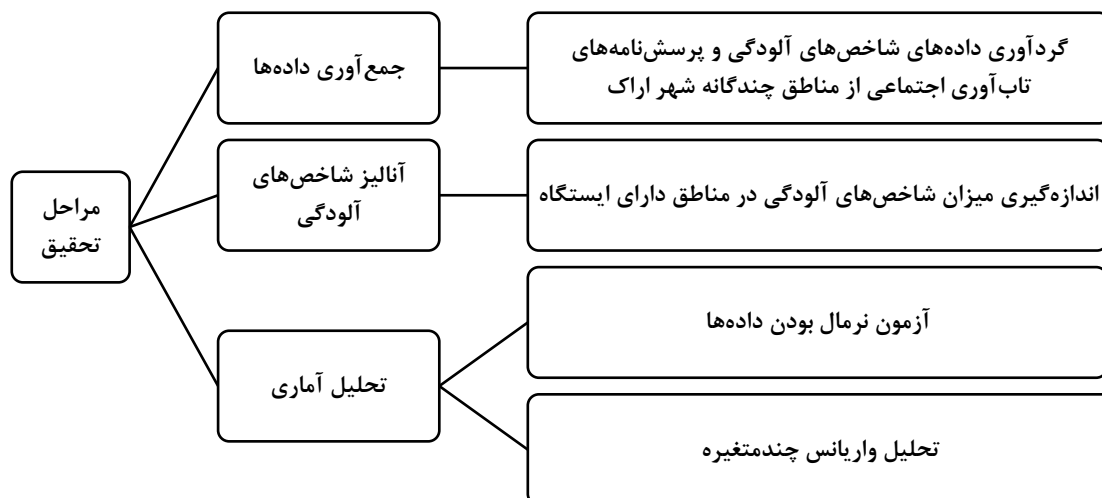 مراحل
تحقیق
جمع‌آوری داده‌ها
گردآوری داده‌های شاخص‌های آلودگی و پرسش‌نامه‌های
تاب‌آوری اجتماعی از مناطق چندگانه شهر اراک
آنالیز شاخص‌های
آلودگی
اندازه‌گیری میزان شاخص‌های آلودگی در مناطق دارای ایستگاه
تحلیل آماری
آزمون نرمال بودن داده‌ها
تحلیل واریانس چندمتغیره